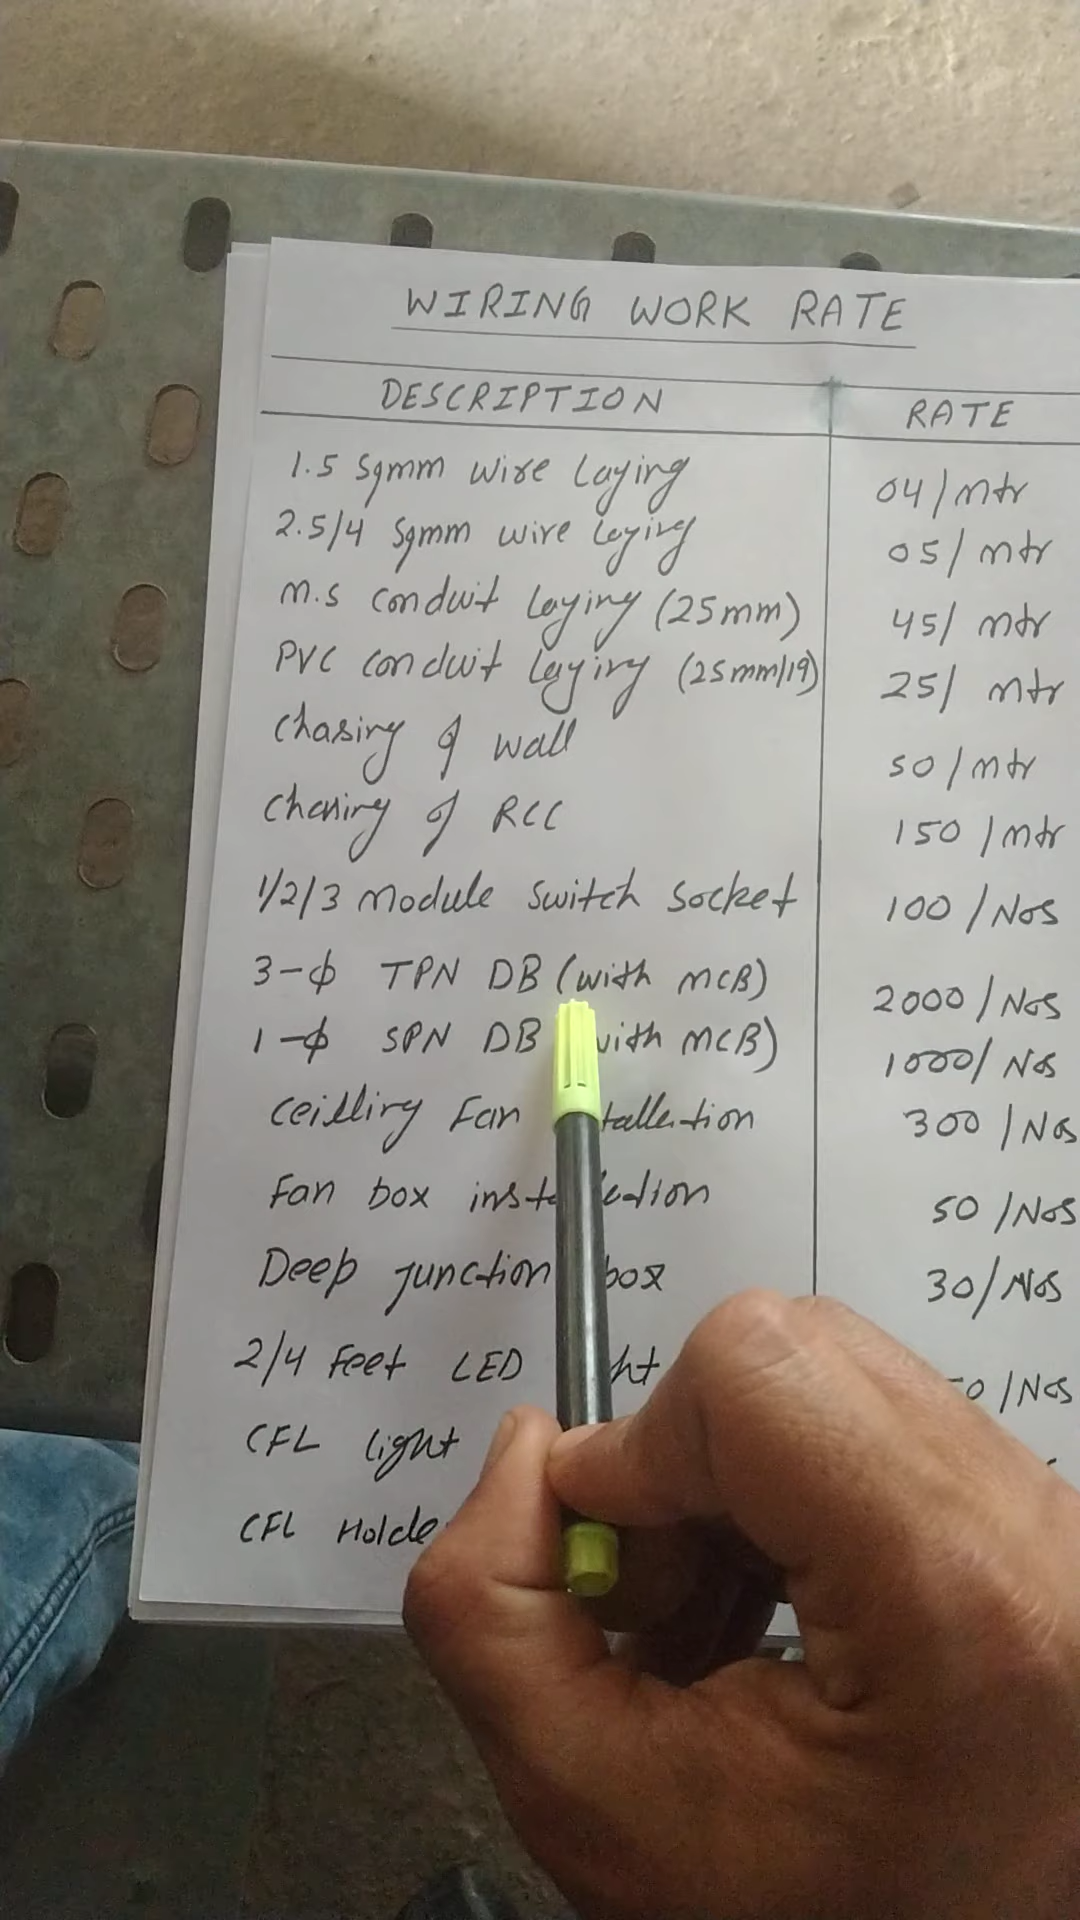 WIRING WORK RATE
DESCRIPTION RATE
1.5 Sqmm wire laying 04/mtr
2.5/4 Sqmm wire laying 05/mtr
M.S conduit laying (25mm) 45/mtr
PVC conduit laying (25mm/19) 25/mtr
Chasing of wall 50/mtr
Chasing of RCC 150/mtr
1/2/3 Module Switch Socket 100/Nos
3-ϕ TPN DB (with MCB) 2000/Nos
1-ϕ SPN DB with MCB) 1000/Nos
Ceilling Fan 300/Nos
Fan box 50/Nos
Deep junction box 30/Nos
2/4 Feet LED /Nos
CFL light
CFL